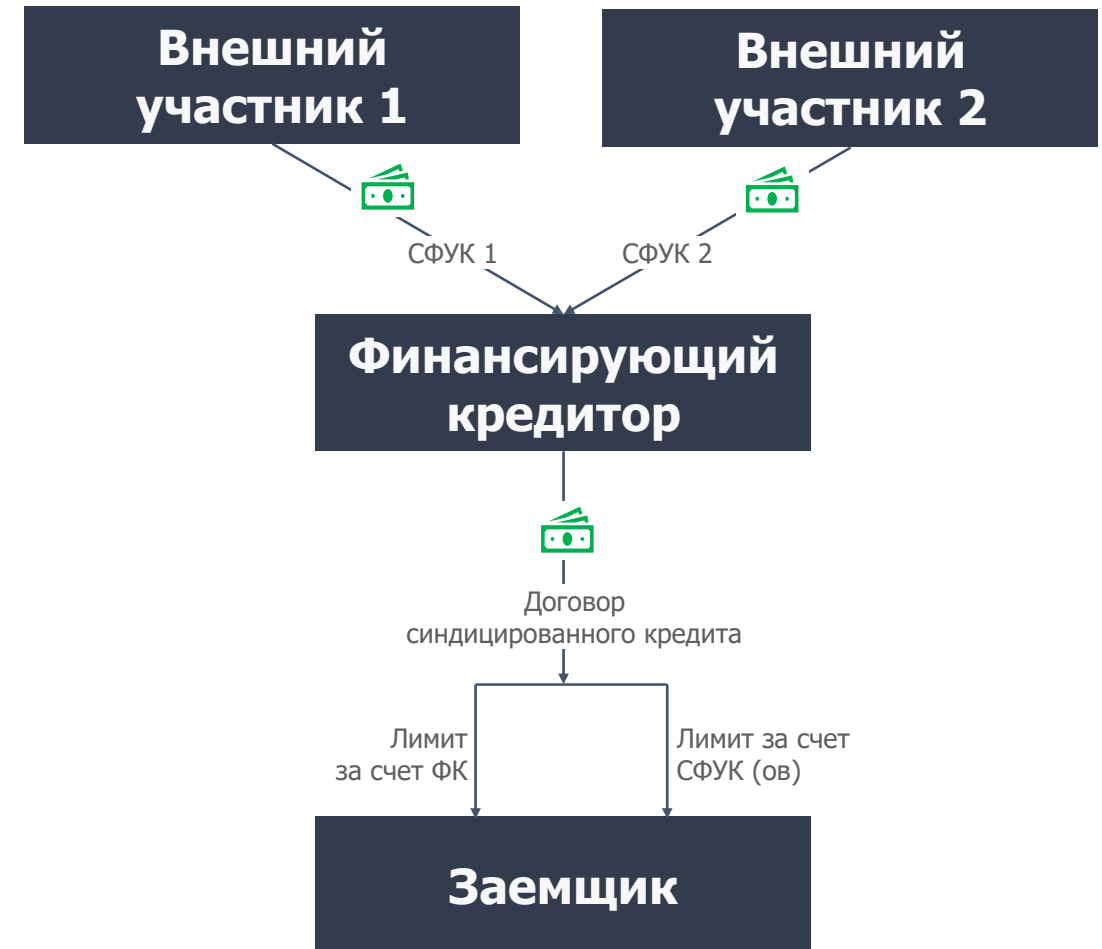 Внешний
участник 1
Внешний
участник 2
СФУК 1
СФУК 2
Финансирующий
кредитор
Договор
синдицированного кредита
Лимит
за счет ФК
Лимит за счет
СФУК (ов)
Заемщик